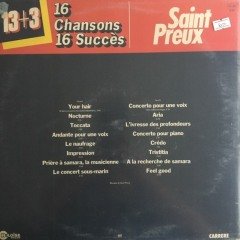 13+3
16
Chansons
16 Succès
Saint
Preux
Your hair
Nocturne
Toccata
Andante pour une voix
Le naufrage
Impression
Prière à samara, la musicienne
Le concert sous-marin
Concerto pour une voix
Aria
L'ivresse des profondeurs
Concerto pour piano
Crédo
Tristitia
A la recherche de samara
Feel good
CARRERE